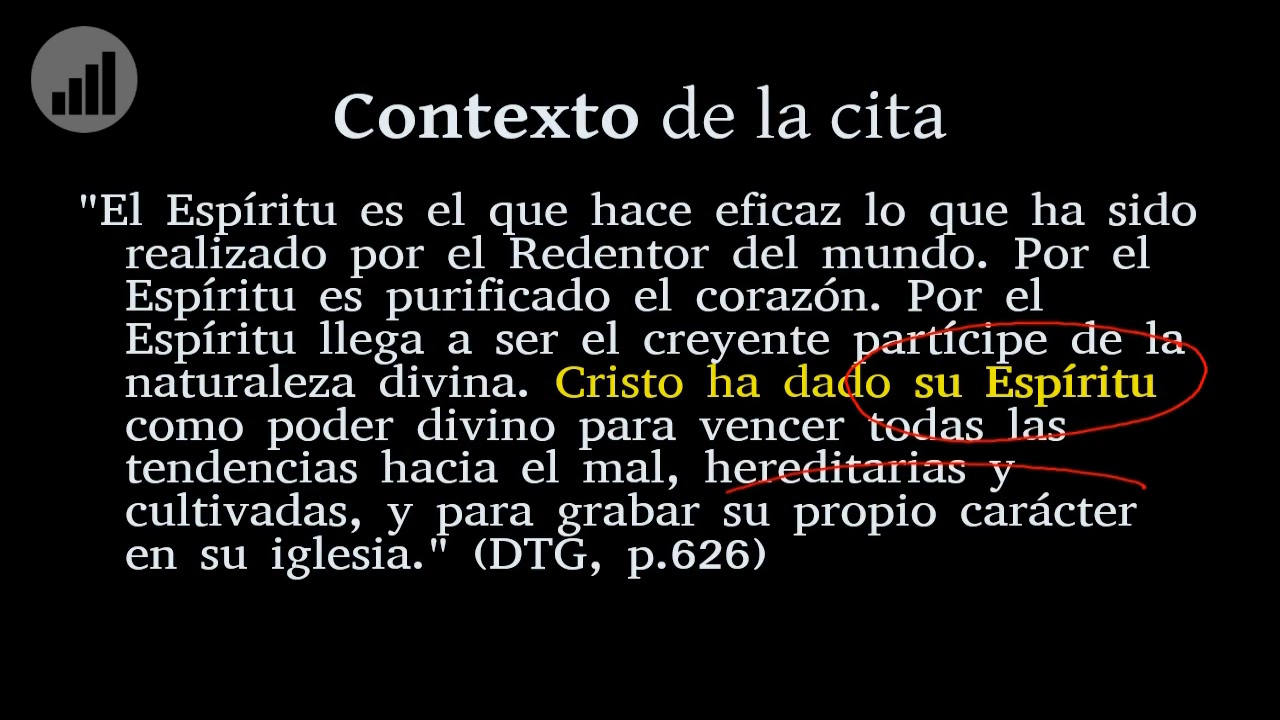 Contexto de la cita
"El Espíritu es el que hace eficaz lo que ha sido
realizado por el Redentor del mundo. Por el
Espíritu es purificado el corazón. Por el
Espíritu llega a ser el creyente partícipe de la
naturaleza divina. Cristo ha dado su Espíritu
como poder divino para vencer todas las
tendencias hacia el mal, hereditarias y
cultivadas, y para grabar su propio carácter
en su iglesia." (DTG, p.626)